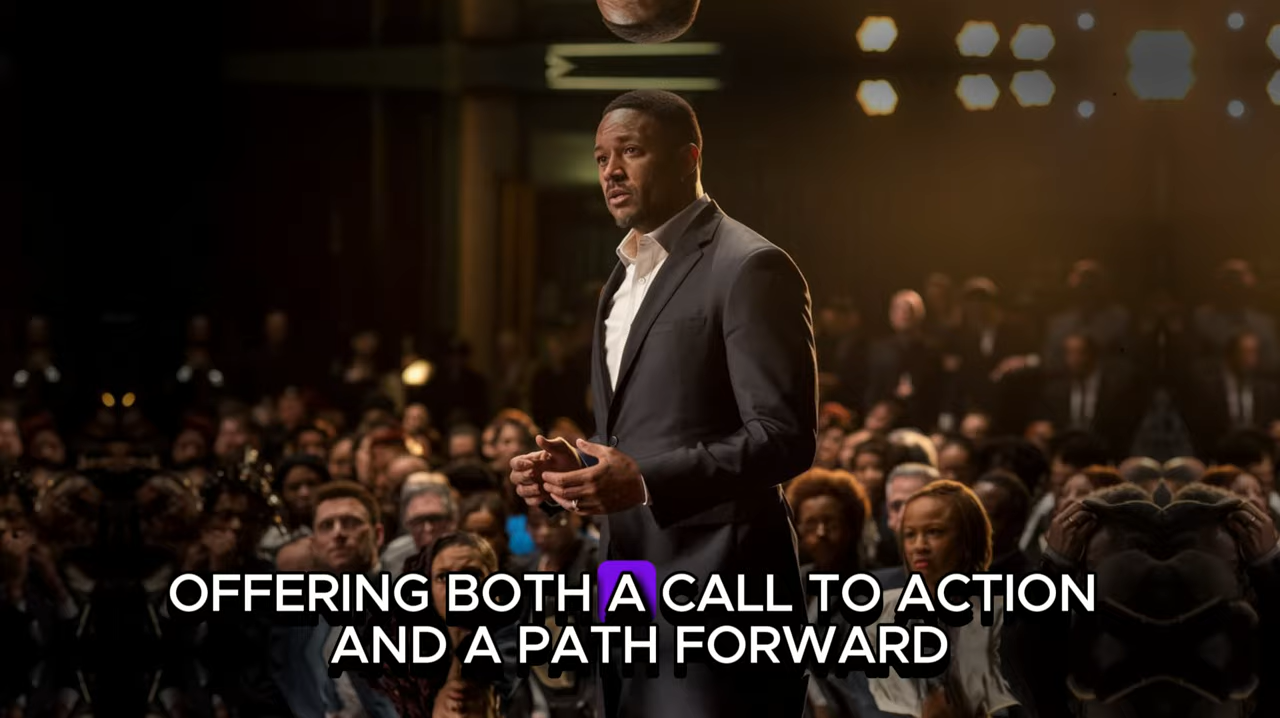 OFFERING BOTH A CALL TO ACTION
AND A PATH FORWARD